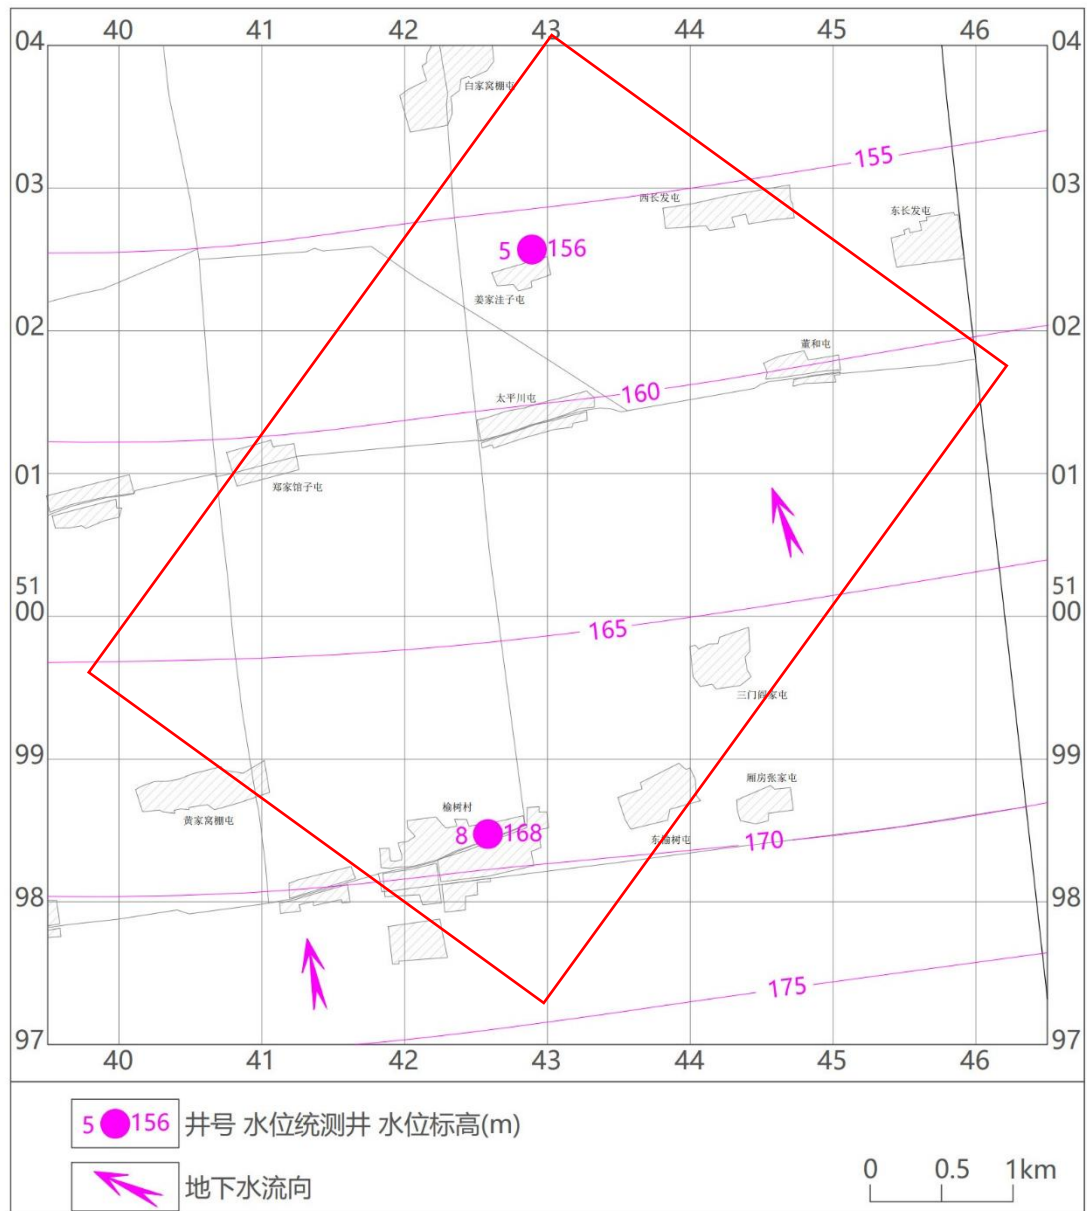 40 41 42 43 44 45 46
04 04
白家窝棚屯
155
03 03
西长发屯
东长发屯
5 156
姜家洼子屯
02 02
董和屯
太平川屯
160
01 01
郑家馆子屯
51 51
00 00
165
三门阎家屯
99 99
厢房张家屯
黄家窝棚屯
榆树村
8 168
东榆树屯
170
98 98
175
97 97
40 41 42 43 44 45 46
5 156 井号 水位统测井 水位标高(m)
地下水流向
0 0.5 1km